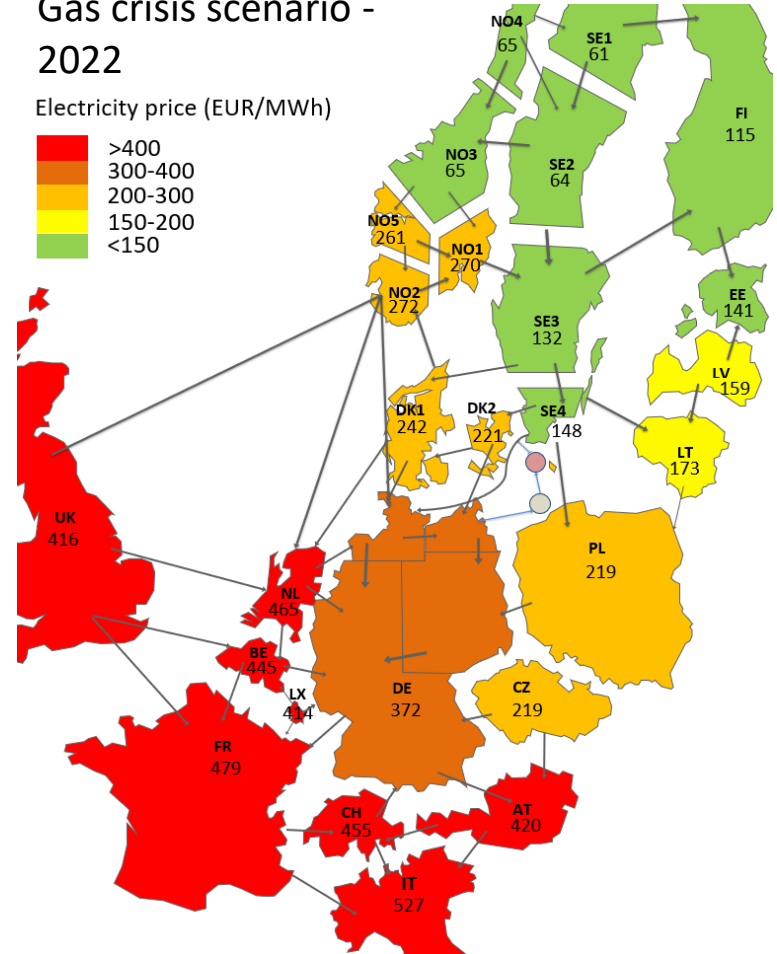 Gas crisis scenario -
2022
Electricity price (EUR/MWh)
>400
300-400
200-300
150-200
<150
NO4
65
SE1
61
FI
115
NO3
65
SE2
64
NO5
261
NO1
270
NO2
272
EE
141
SE3
132
LV
159
DK1
242
DK2
221
SE4
148
LT
173
UK
416
PL
219
NL
465
BE
445
LX
414
DE
372
CZ
219
FR
479
CH
455
AT
420
IT
527